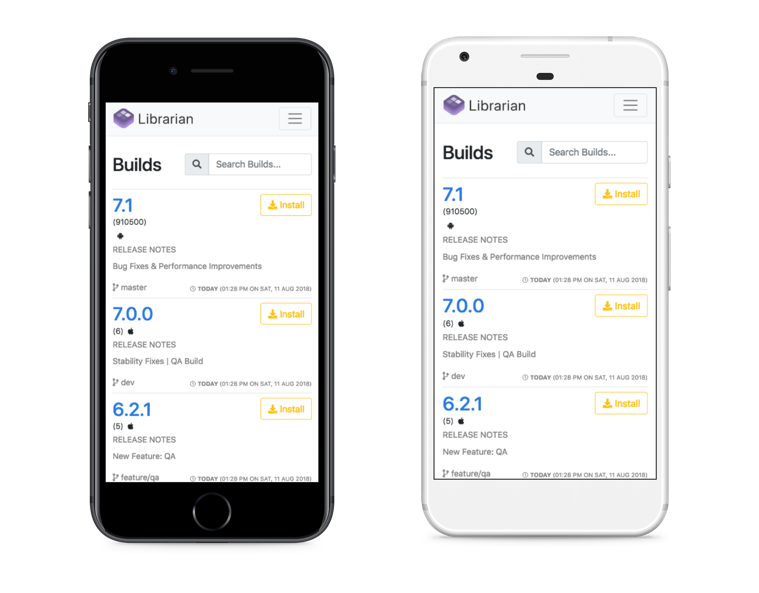 Librarian
Builds
Search Builds...
7.1
Install
(910500)
RELEASE NOTES
Bug Fixes & Performance Improvements
master
TODAY (01:28 PM ON SAT, 11 AUG 2018)
7.0.0
Install
(6)
RELEASE NOTES
Stability Fixes | QA Build
dev
TODAY (01:28 PM ON SAT, 11 AUG 2018)
6.2.1
Install
(5)
RELEASE NOTES
New Feature: QA
feature/qa
TODAY (01:28 PM ON SAT, 11 AUG 2018)
Librarian
Builds
Search Builds...
7.1
Install
(910500)
RELEASE NOTES
Bug Fixes & Performance Improvements
master
TODAY (01:28 PM ON SAT, 11 AUG 2018)
7.0.0
Install
(6)
RELEASE NOTES
Stability Fixes | QA Build
dev
TODAY (01:28 PM ON SAT, 11 AUG 2018)
6.2.1
Install
(5)
RELEASE NOTES
New Feature: QA
feature/qa
TODAY (01:28 PM ON SAT, 11 AUG 2018)